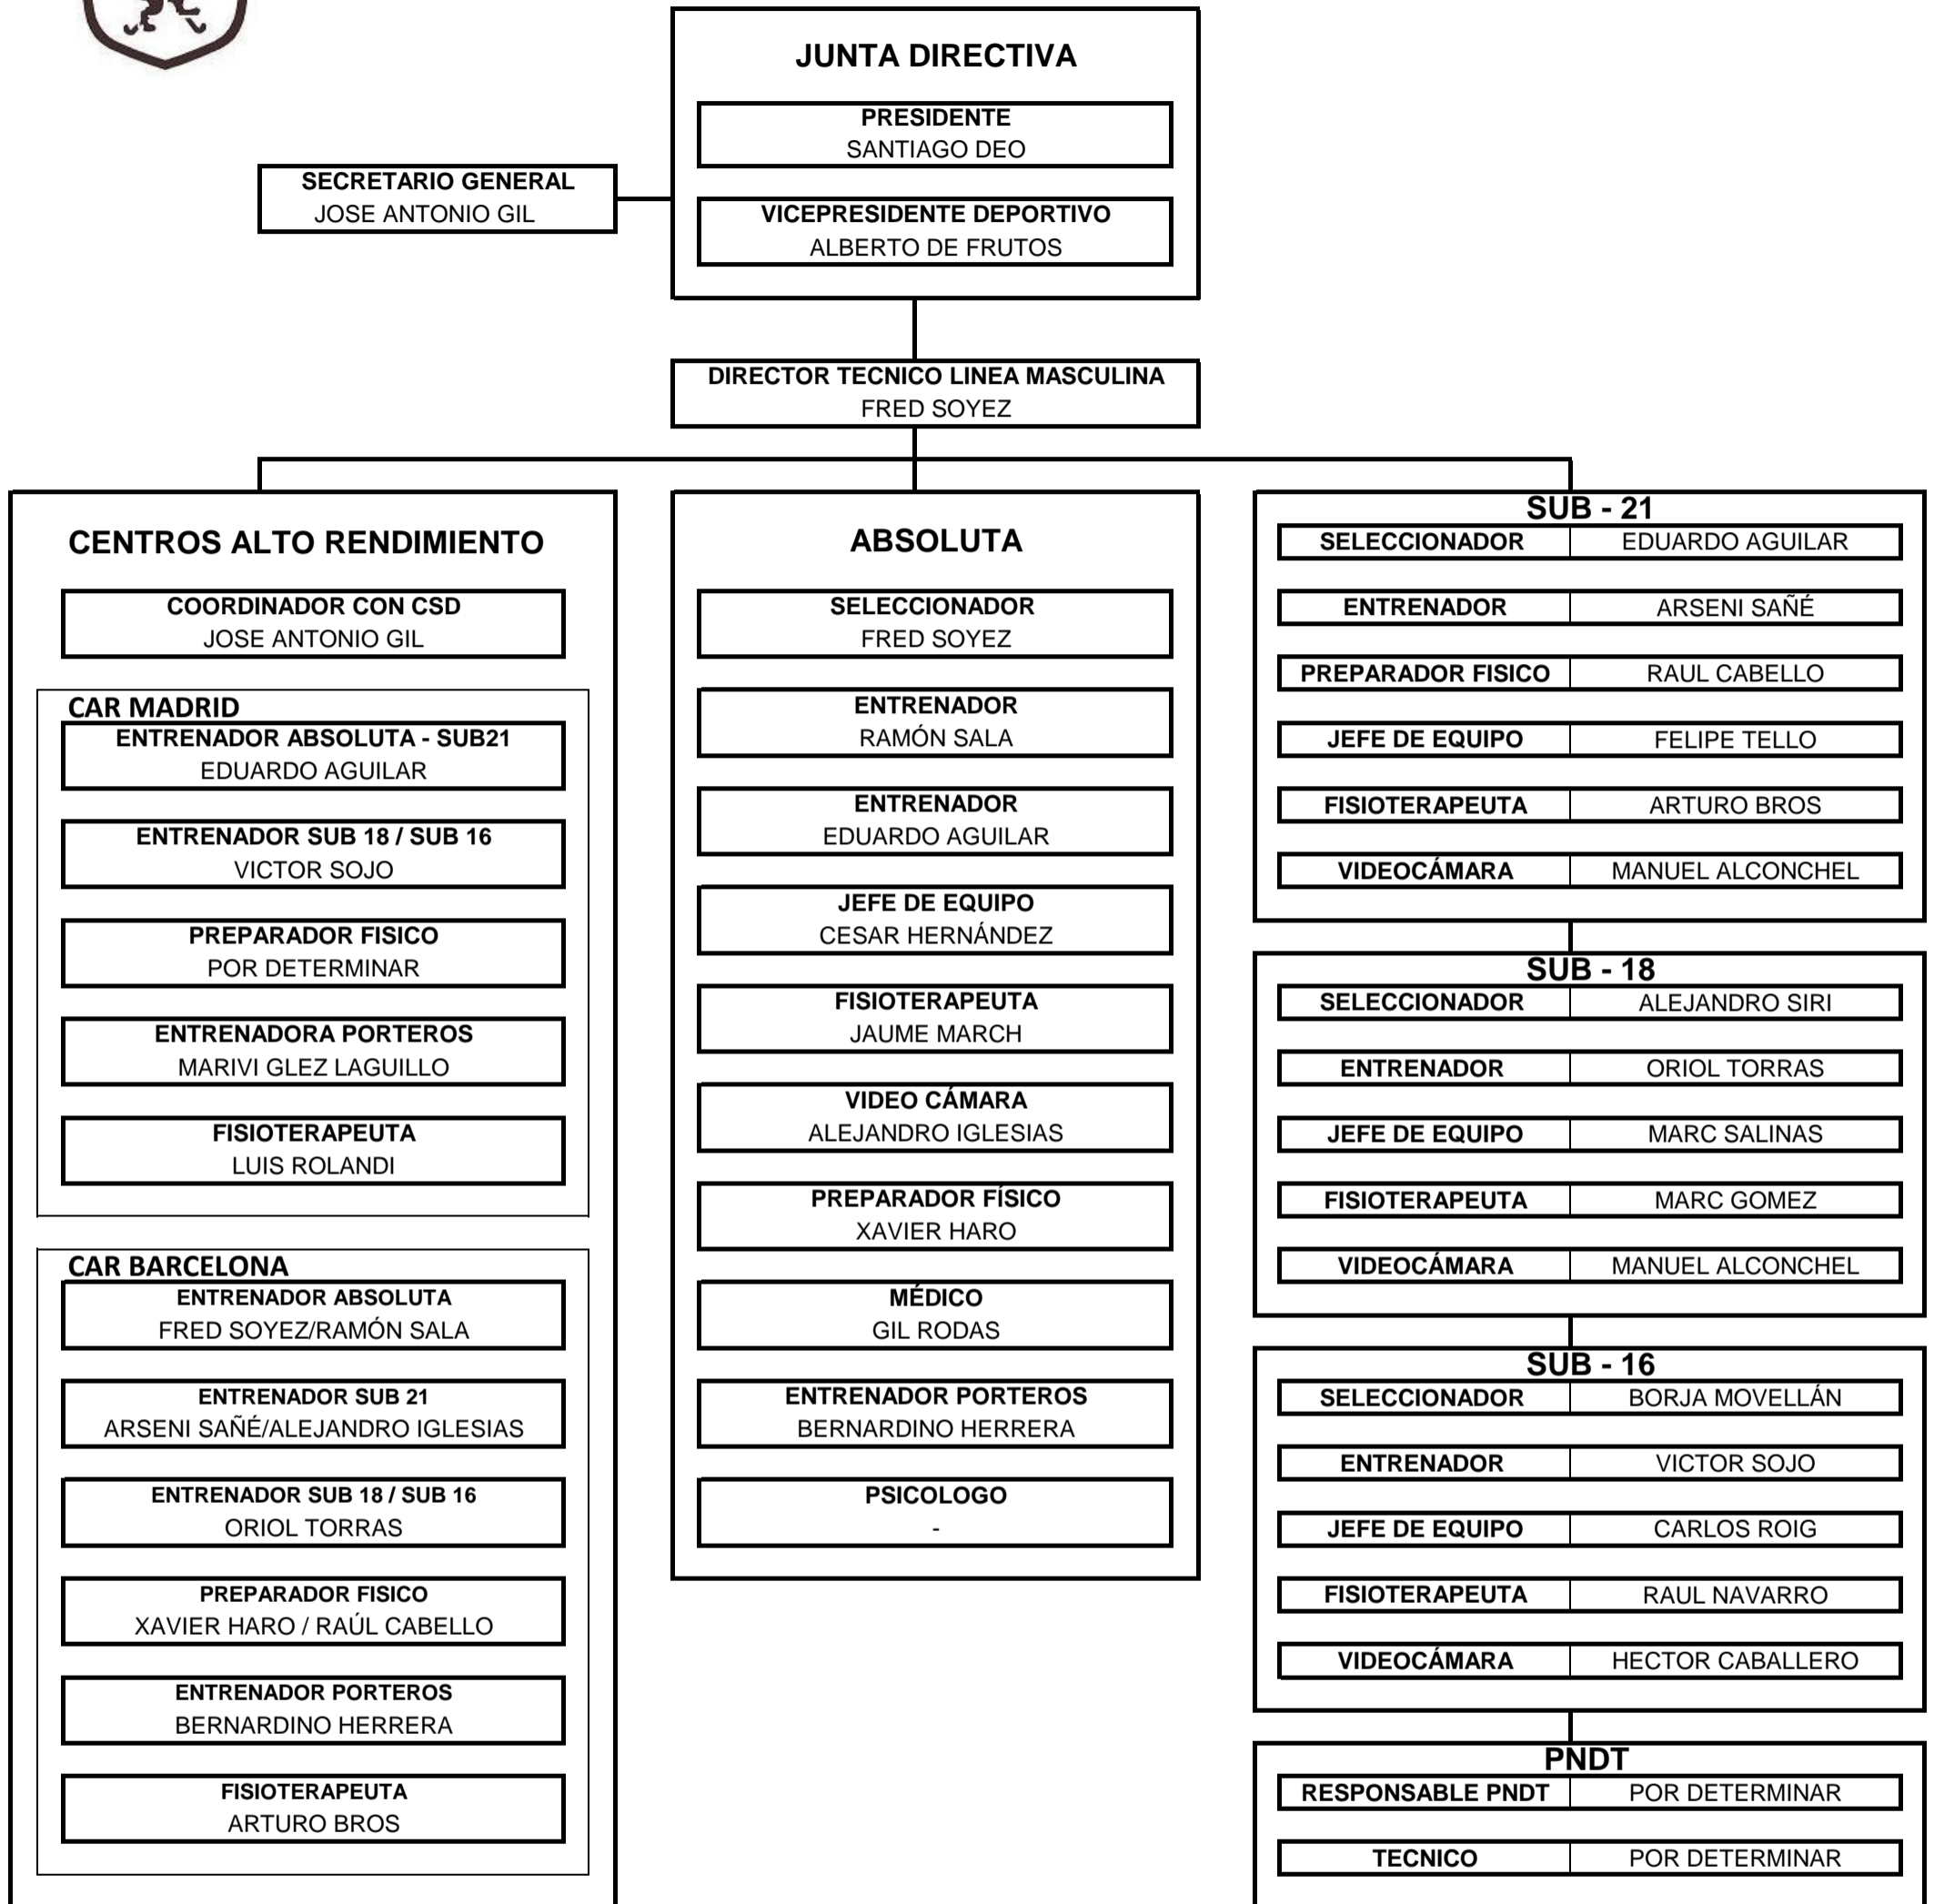 JUNTA DIRECTIVA
PRESIDENTE
SANTIAGO DEO
SECRETARIO GENERAL
JOSE ANTONIO GIL
VICEPRESIDENTE DEPORTIVO
ALBERTO DE FRUTOS
DIRECTOR TECNICO LINEA MASCULINA
FRED SOYEZ
CENTROS ALTO RENDIMIENTO
COORDINADOR CON CSD
JOSE ANTONIO GIL
CAR MADRID
ENTRENADOR ABSOLUTA - SUB21
EDUARDO AGUILAR
ENTRENADOR SUB 18 / SUB 16
VICTOR SOJO
PREPARADOR FISICO
POR DETERMINAR
ENTRENADORA PORTEROS
MARIVI GLEZ LAGUILLO
FISIOTERAPEUTA
LUIS ROLANDI
CAR BARCELONA
ENTRENADOR ABSOLUTA
FRED SOYEZ/RAMÓN SALA
ENTRENADOR SUB 21
ARSENI SAÑÉ/ALEJANDRO IGLESIAS
ENTRENADOR SUB 18 / SUB 16
ORIOL TORRAS
PREPARADOR FISICO
XAVIER HARO / RAÚL CABELLO
ENTRENADOR PORTEROS
BERNARDINO HERRERA
FISIOTERAPEUTA
ARTURO BROS
ABSOLUTA
SELECCIONADOR
FRED SOYEZ
ENTRENADOR
RAMÓN SALA
ENTRENADOR
EDUARDO AGUILAR
JEFE DE EQUIPO
CESAR HERNÁNDEZ
FISIOTERAPEUTA
JAUME MARCH
VIDEO CÁMARA
ALEJANDRO IGLESIAS
PREPARADOR FÍSICO
XAVIER HARO
MÉDICO
GIL RODAS
ENTRENADOR PORTEROS
BERNARDINO HERRERA
PSICOLOGO
-
SUB - 21
SELECCIONADOR EDUARDO AGUILAR
ENTRENADOR ARSENI SAÑÉ
PREPARADOR FISICO RAUL CABELLO
JEFE DE EQUIPO FELIPE TELLO
FISIOTERAPEUTA ARTURO BROS
VIDEOCÁMARA MANUEL ALCONCHEL
SUB - 18
SELECCIONADOR ALEJANDRO SIRI
ENTRENADOR ORIOL TORRAS
JEFE DE EQUIPO MARC SALINAS
FISIOTERAPEUTA MARC GOMEZ
VIDEOCÁMARA MANUEL ALCONCHEL
SUB - 16
SELECCIONADOR BORJA MOVELLÁN
ENTRENADOR VICTOR SOJO
JEFE DE EQUIPO CARLOS ROIG
FISIOTERAPEUTA RAUL NAVARRO
VIDEOCÁMARA HECTOR CABALLERO
PNDT
RESPONSABLE PNDT POR DETERMINAR
TECNICO POR DETERMINAR